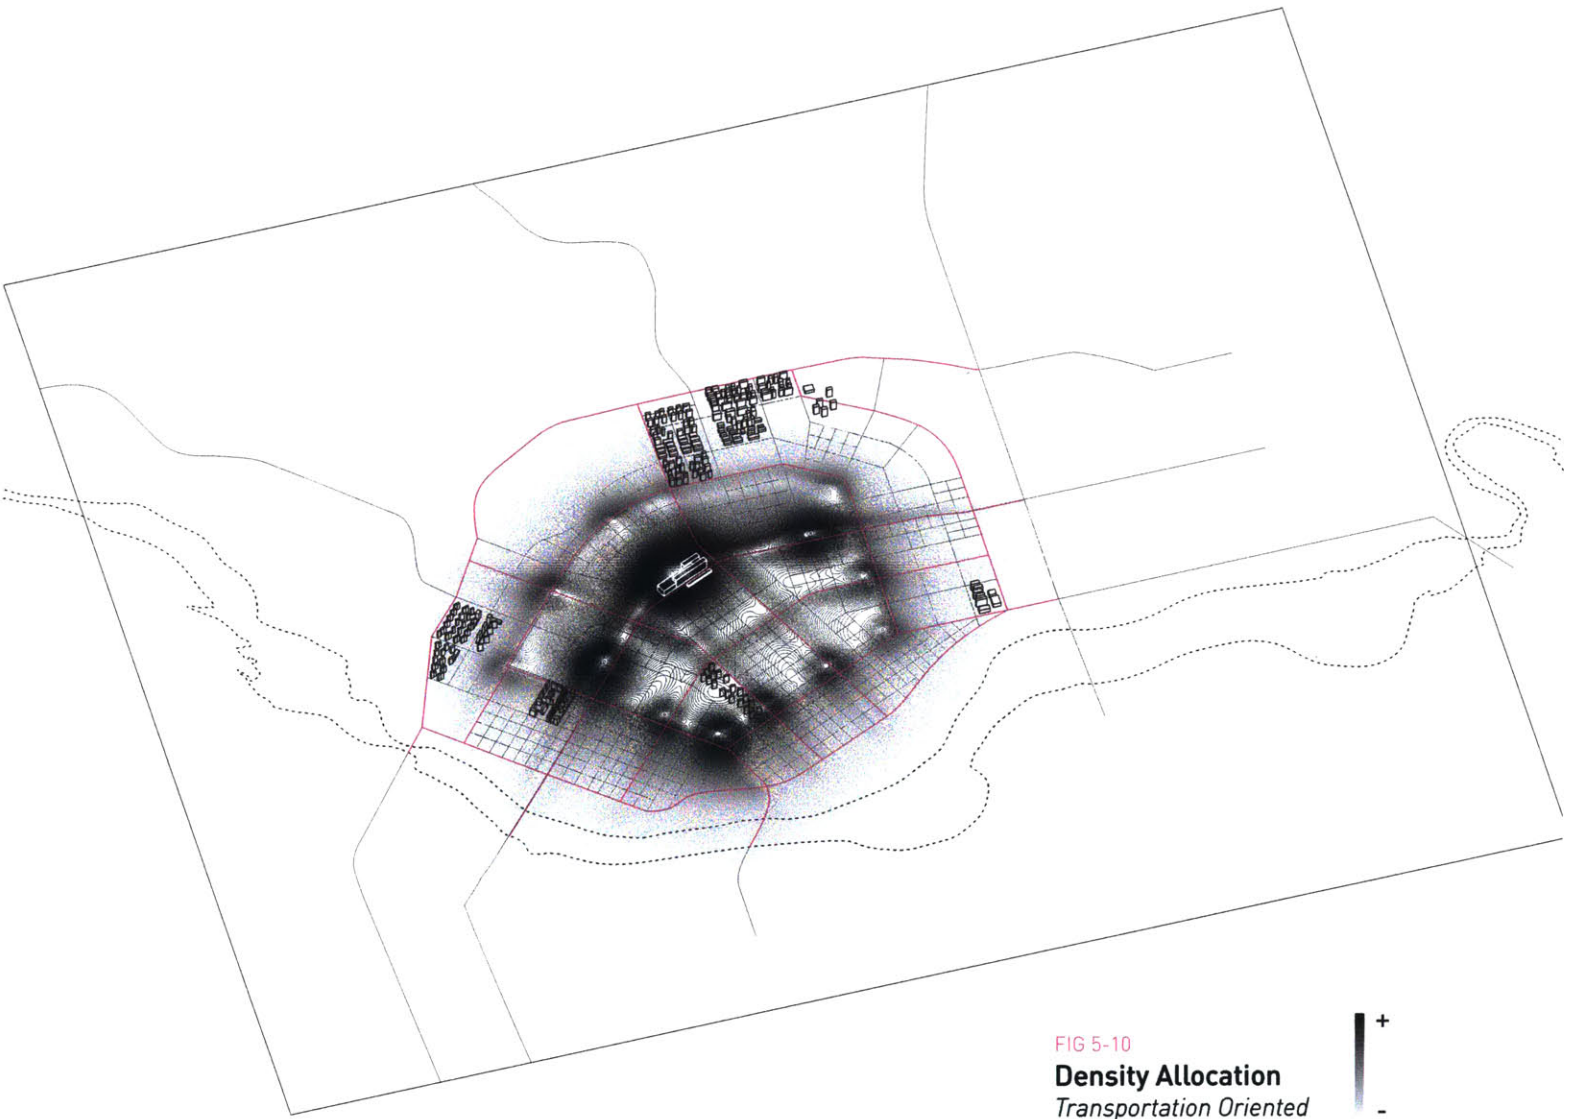 FIG 5-10
Density Allocation
Transportation Oriented
+
-